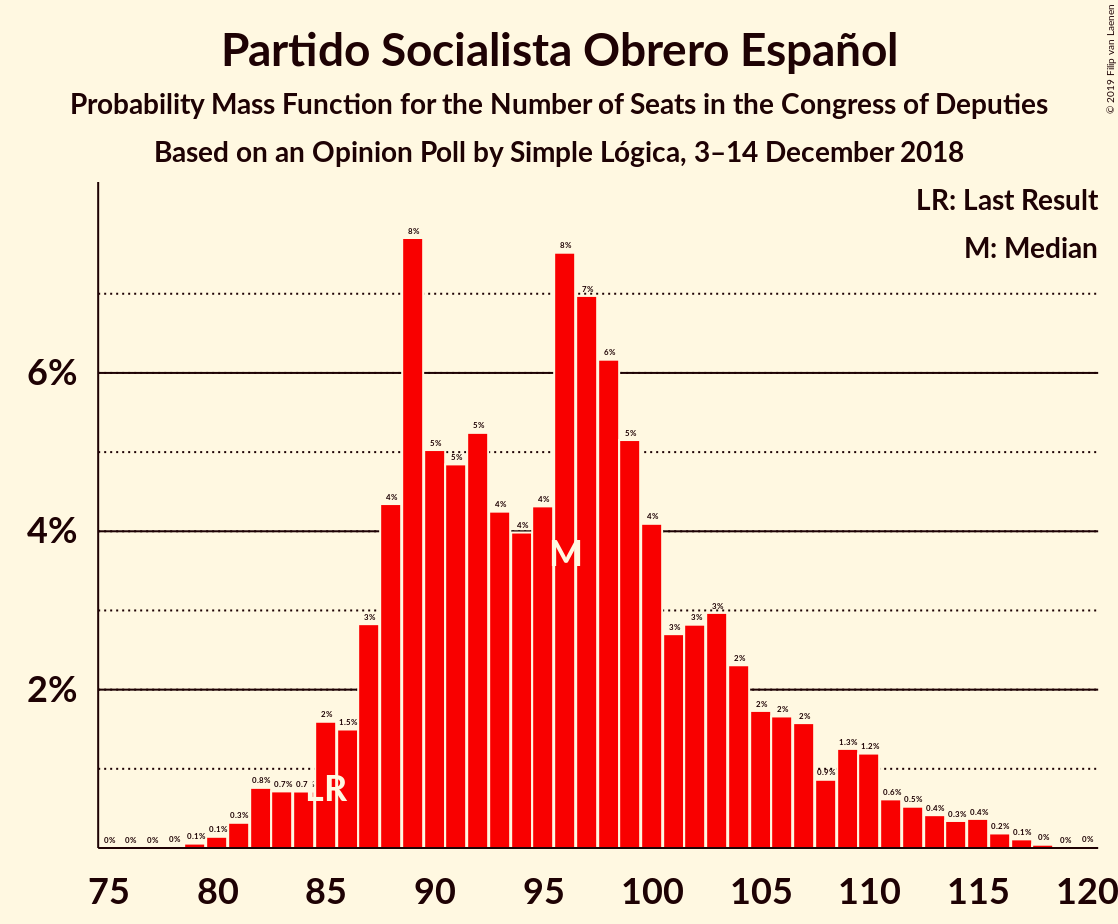 Partido Socialista Obrero Español
Probability Mass Function for the Number of Seats in the Congress of Deputies
Based on an Opinion Poll by Simple Lógica, 3–14 December 2018
© 2019 Filip van Laenen
LR: Last Result
M: Median
6%
4%
2%
0% 0% 0% 0% 0.1% 0.1% 0.3% 0.8% 0.7% 0.7 2% 1.5% 3% 4% 8% 5% 5% 5% 4% 4% 4% 8% 7% 6% 5% 4% 3% 3% 3% 2% 2% 2% 2% 0.9% 1.3% 1.2% 0.6% 0.5% 0.4% 0.3% 0.4% 0.2% 0.1% 0% 0% 0%
M
LR
75 80 85 90 95 100 105 110 115 120